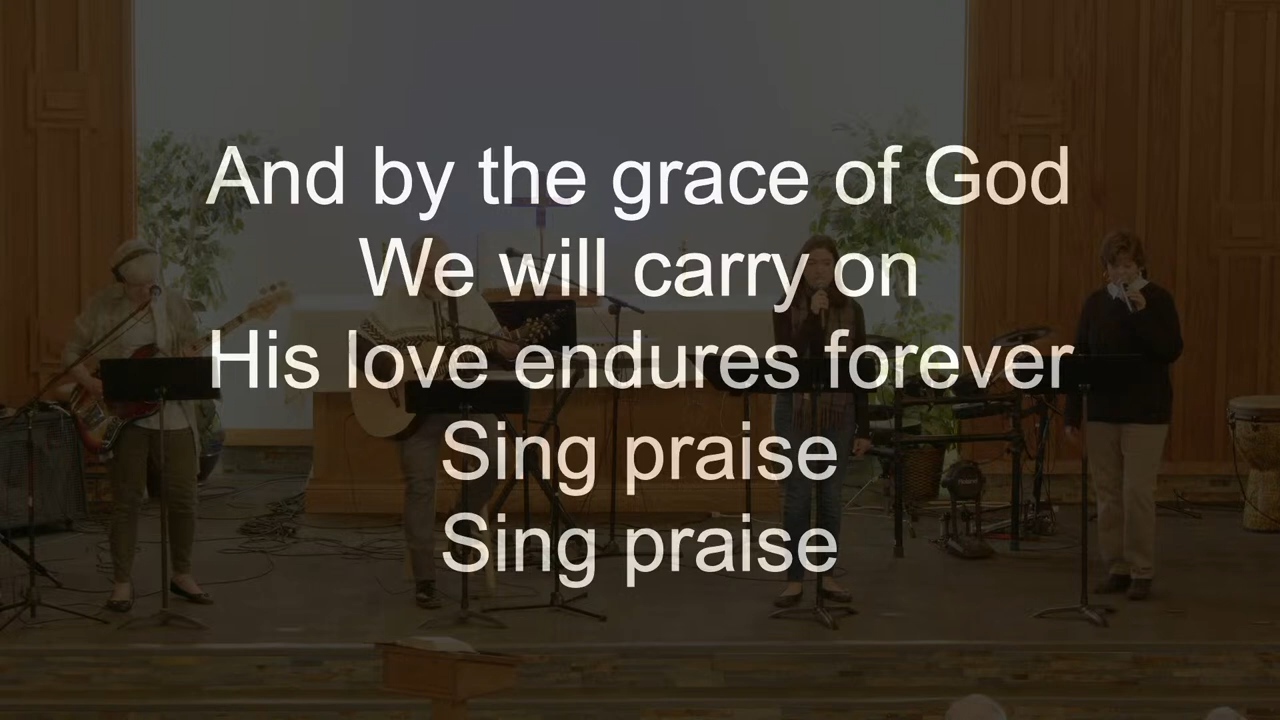 And by the grace of God
We will carry on
His love endures forever
Sing praise
Sing praise